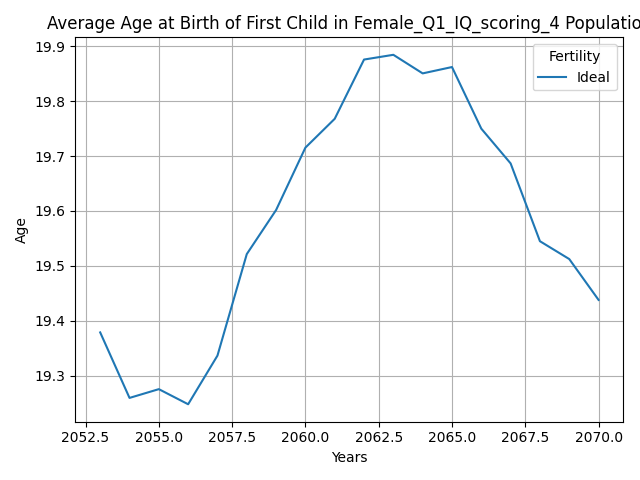 Average Age at Birth of First Child in Female_Q1_IQ_scoring_4 Populatio
19.9
Fertility
Ideal
19.8
19.7
19.6
Age
19.5
19.4
19.3
2052.5 2055.0 2057.5 2060.0 2062.5 2065.0 2067.5 2070.0
Years